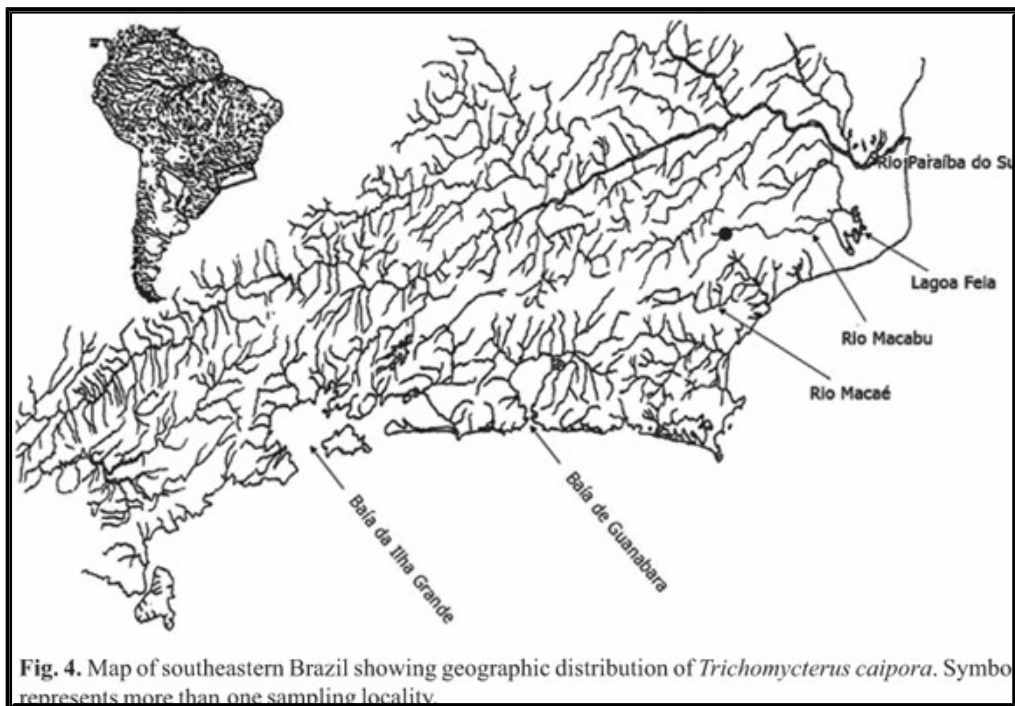 Rio Paraíba do Su
Lagoa Feia
Rio Macabu
Rio Macaé
Baía de Guanabara
Baía da Ilha Grande
Fig. 4. Map of southeastern Brazil showing geographic distribution of Trichomycterus caipora. Symbo
represents more than one sampling locality.